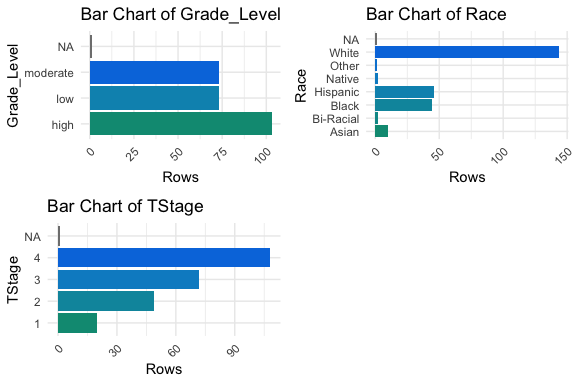 Bar Chart of Grade_Level
Grade_Level
NA
moderate
low
high
0
25
50
75
100
Rows
Bar Chart of Race
Race
NA
White
Other
Native
Hispanic
Black
Bi-Racial
Asian
0
50
100
150
Rows
Bar Chart of TStage
TStage
NA
4
3
2
1
0
30
60
90
Rows